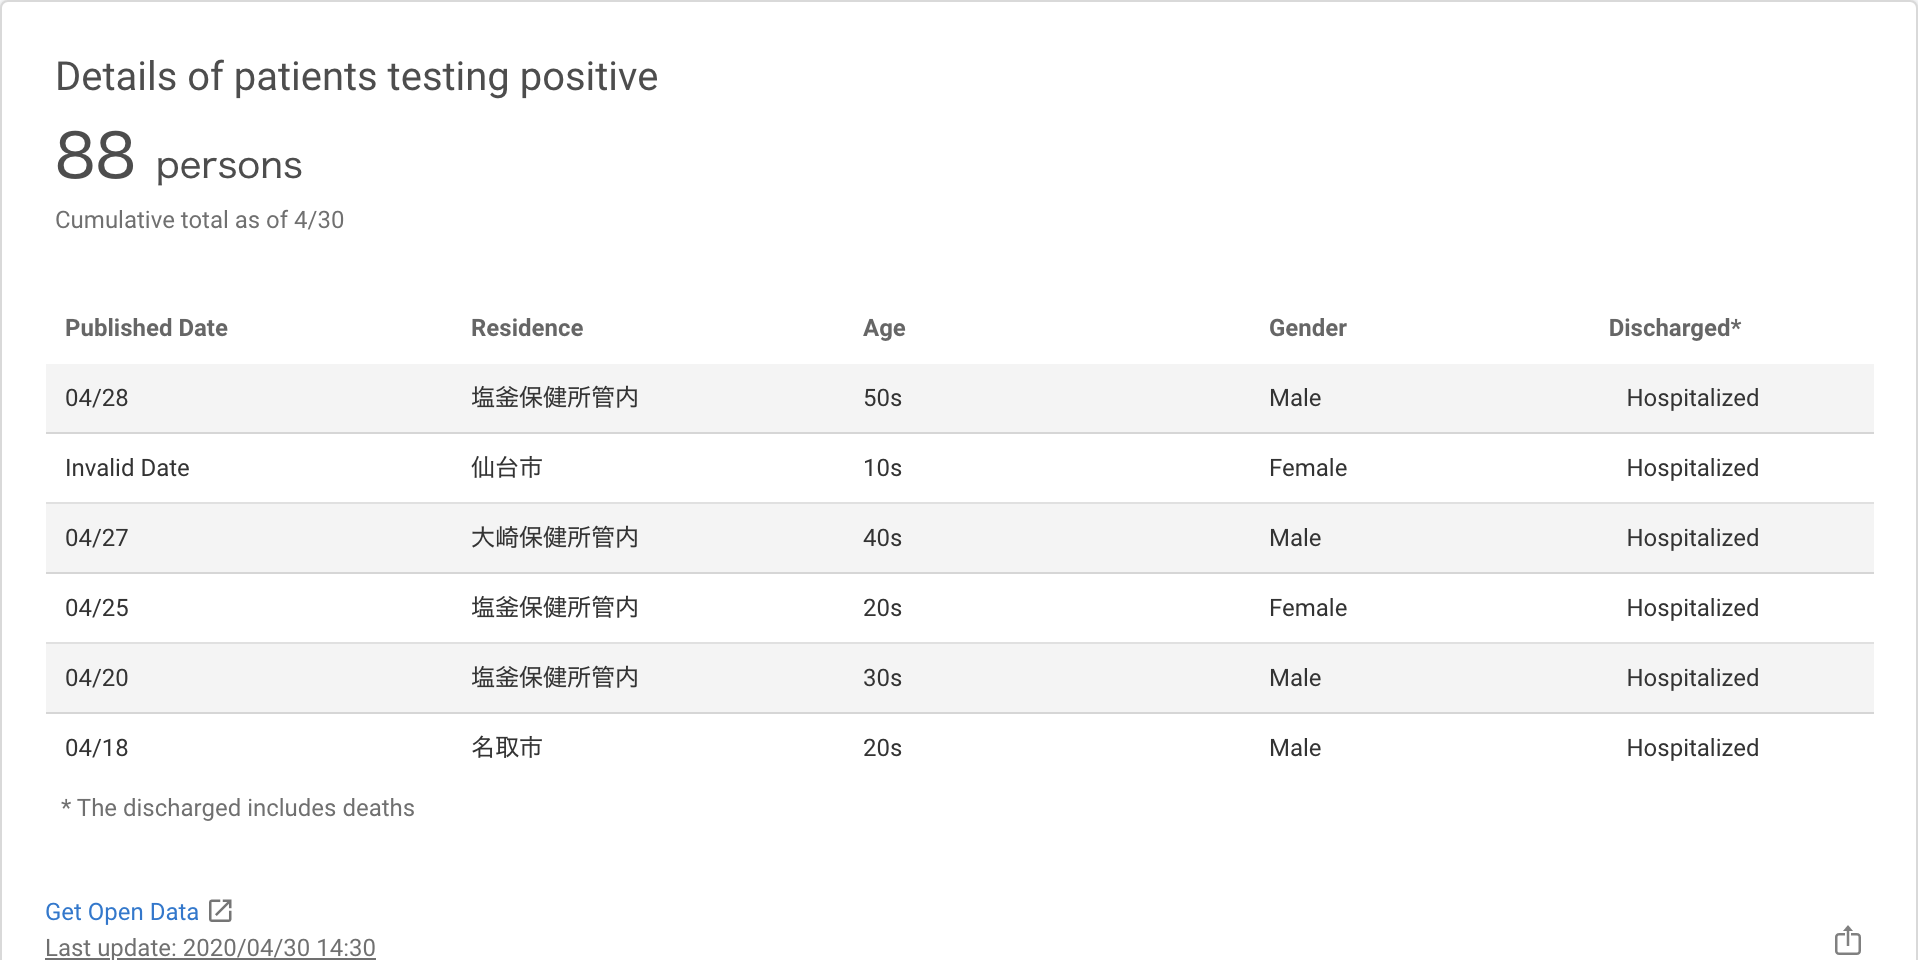 Details of patients testing positive
88 persons
Cumulative total as of 4/30
Published Date Residence Age Gender Discharged*
04/28 塩釜保健所管内 50s Male Hospitalized
Invalid Date 仙台市 10s Female Hospitalized
04/27 大崎保健所管内 40s Male Hospitalized
04/25 塩釜保健所管内 20s Female Hospitalized
04/20 塩釜保健所管内 30s Male Hospitalized
04/18 名取市 20s Male Hospitalized
* The discharged includes deaths
Get Open Data
Last update: 2020/04/30 14:30